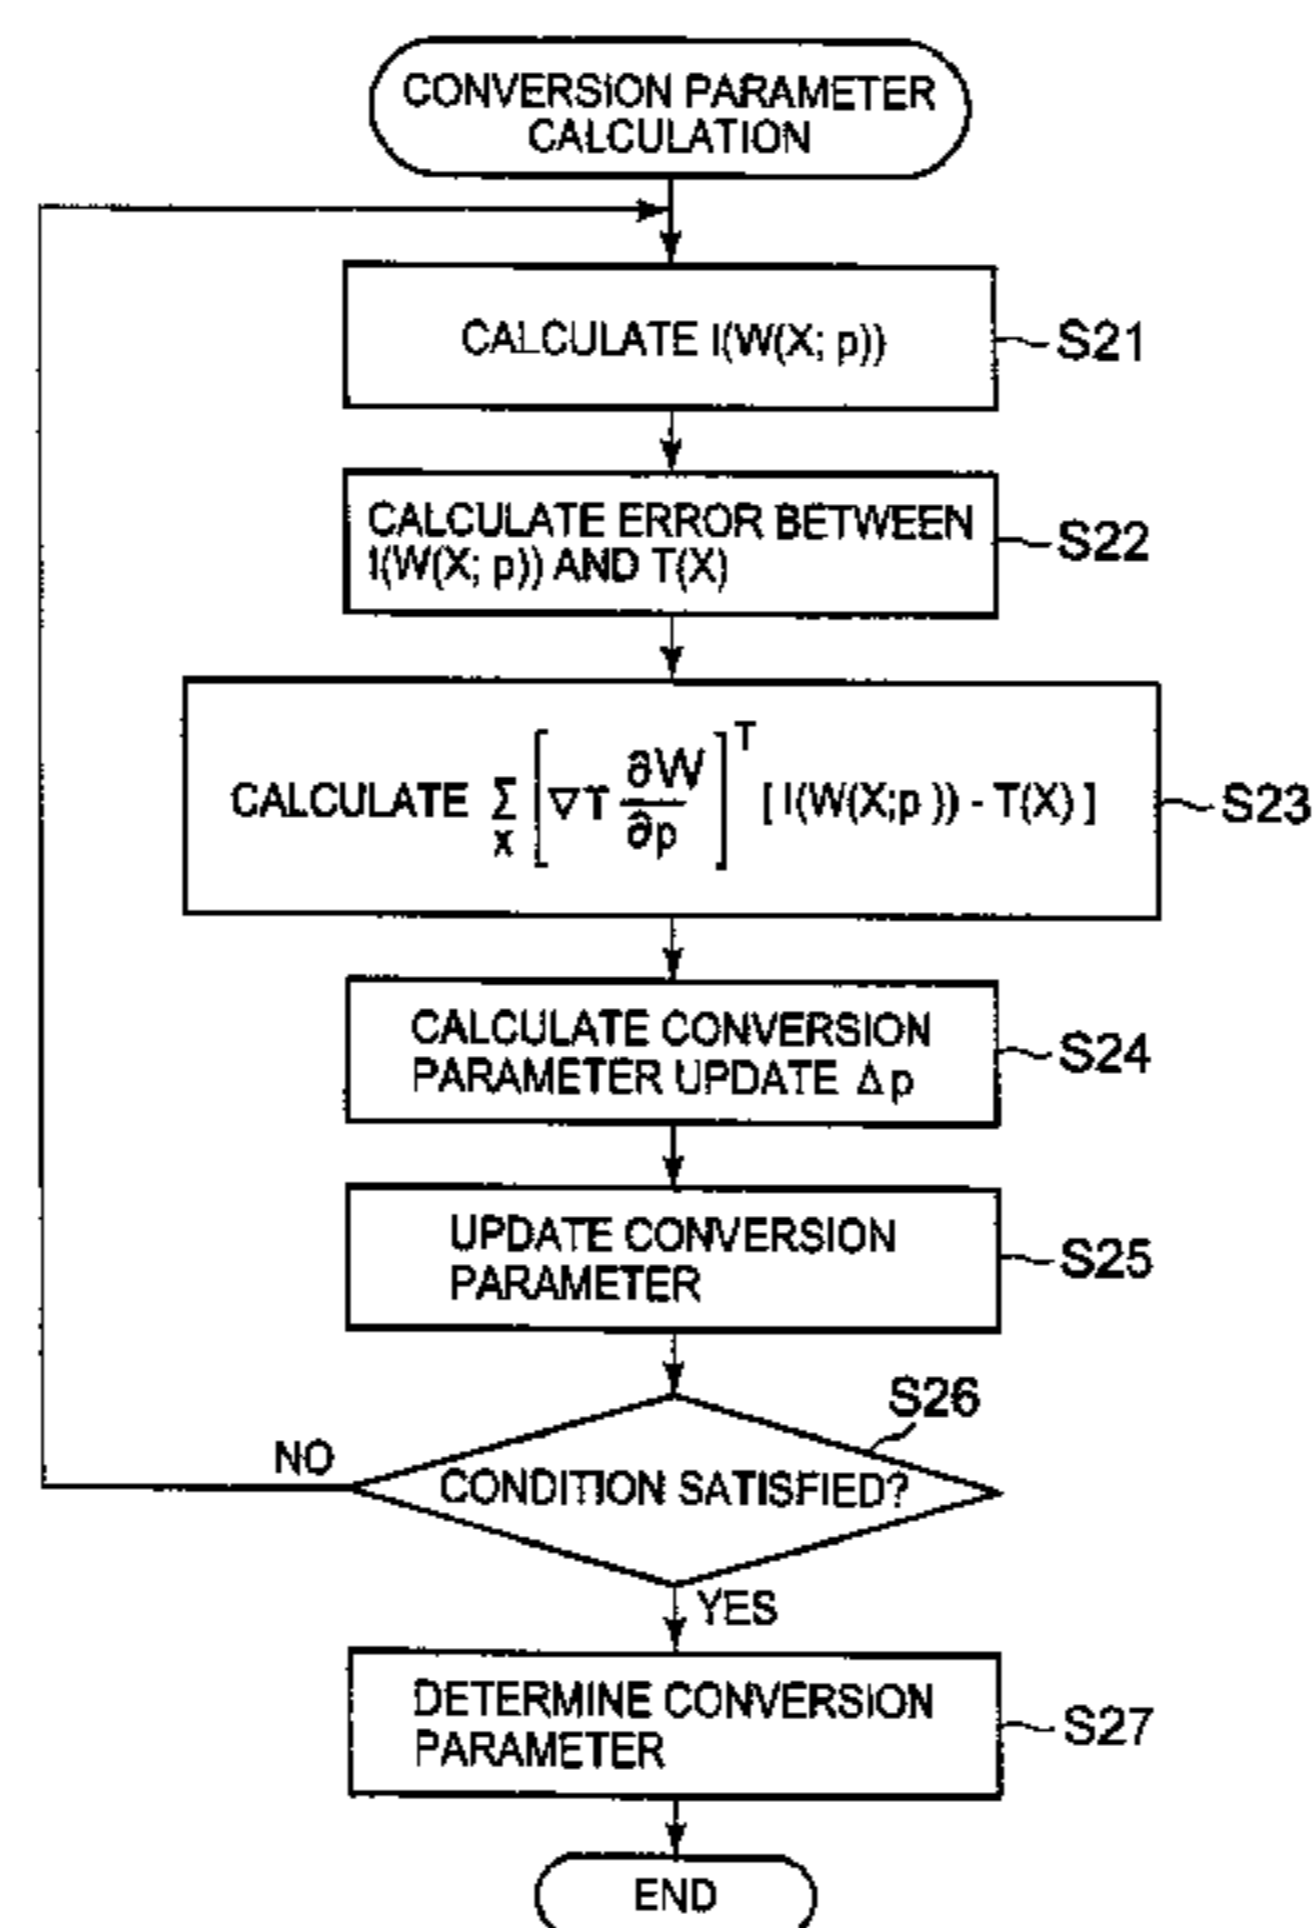 CONVERSION PARAMETER
CALCULATION
CALCULATE I(W(X; p))
S21
CALCULATE ERROR BETWEEN
I(W(X; p)) AND T(X)
S22
CALCULATE ∑x [∇T ∂W/∂p]^T [ I(W(X;p )) - T(X) ]
S23
CALCULATE CONVERSION
PARAMETER UPDATE Δp
S24
UPDATE CONVERSION
PARAMETER
S25
S26
NO
CONDITION SATISFIED?
YES
DETERMINE CONVERSION
PARAMETER
S27
END